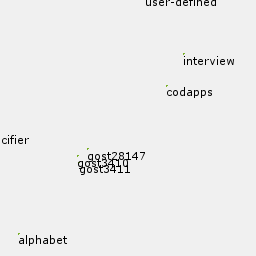 user-defined
interview
codapps
cifier
gost28147
gost3410
gost3411
alphabet